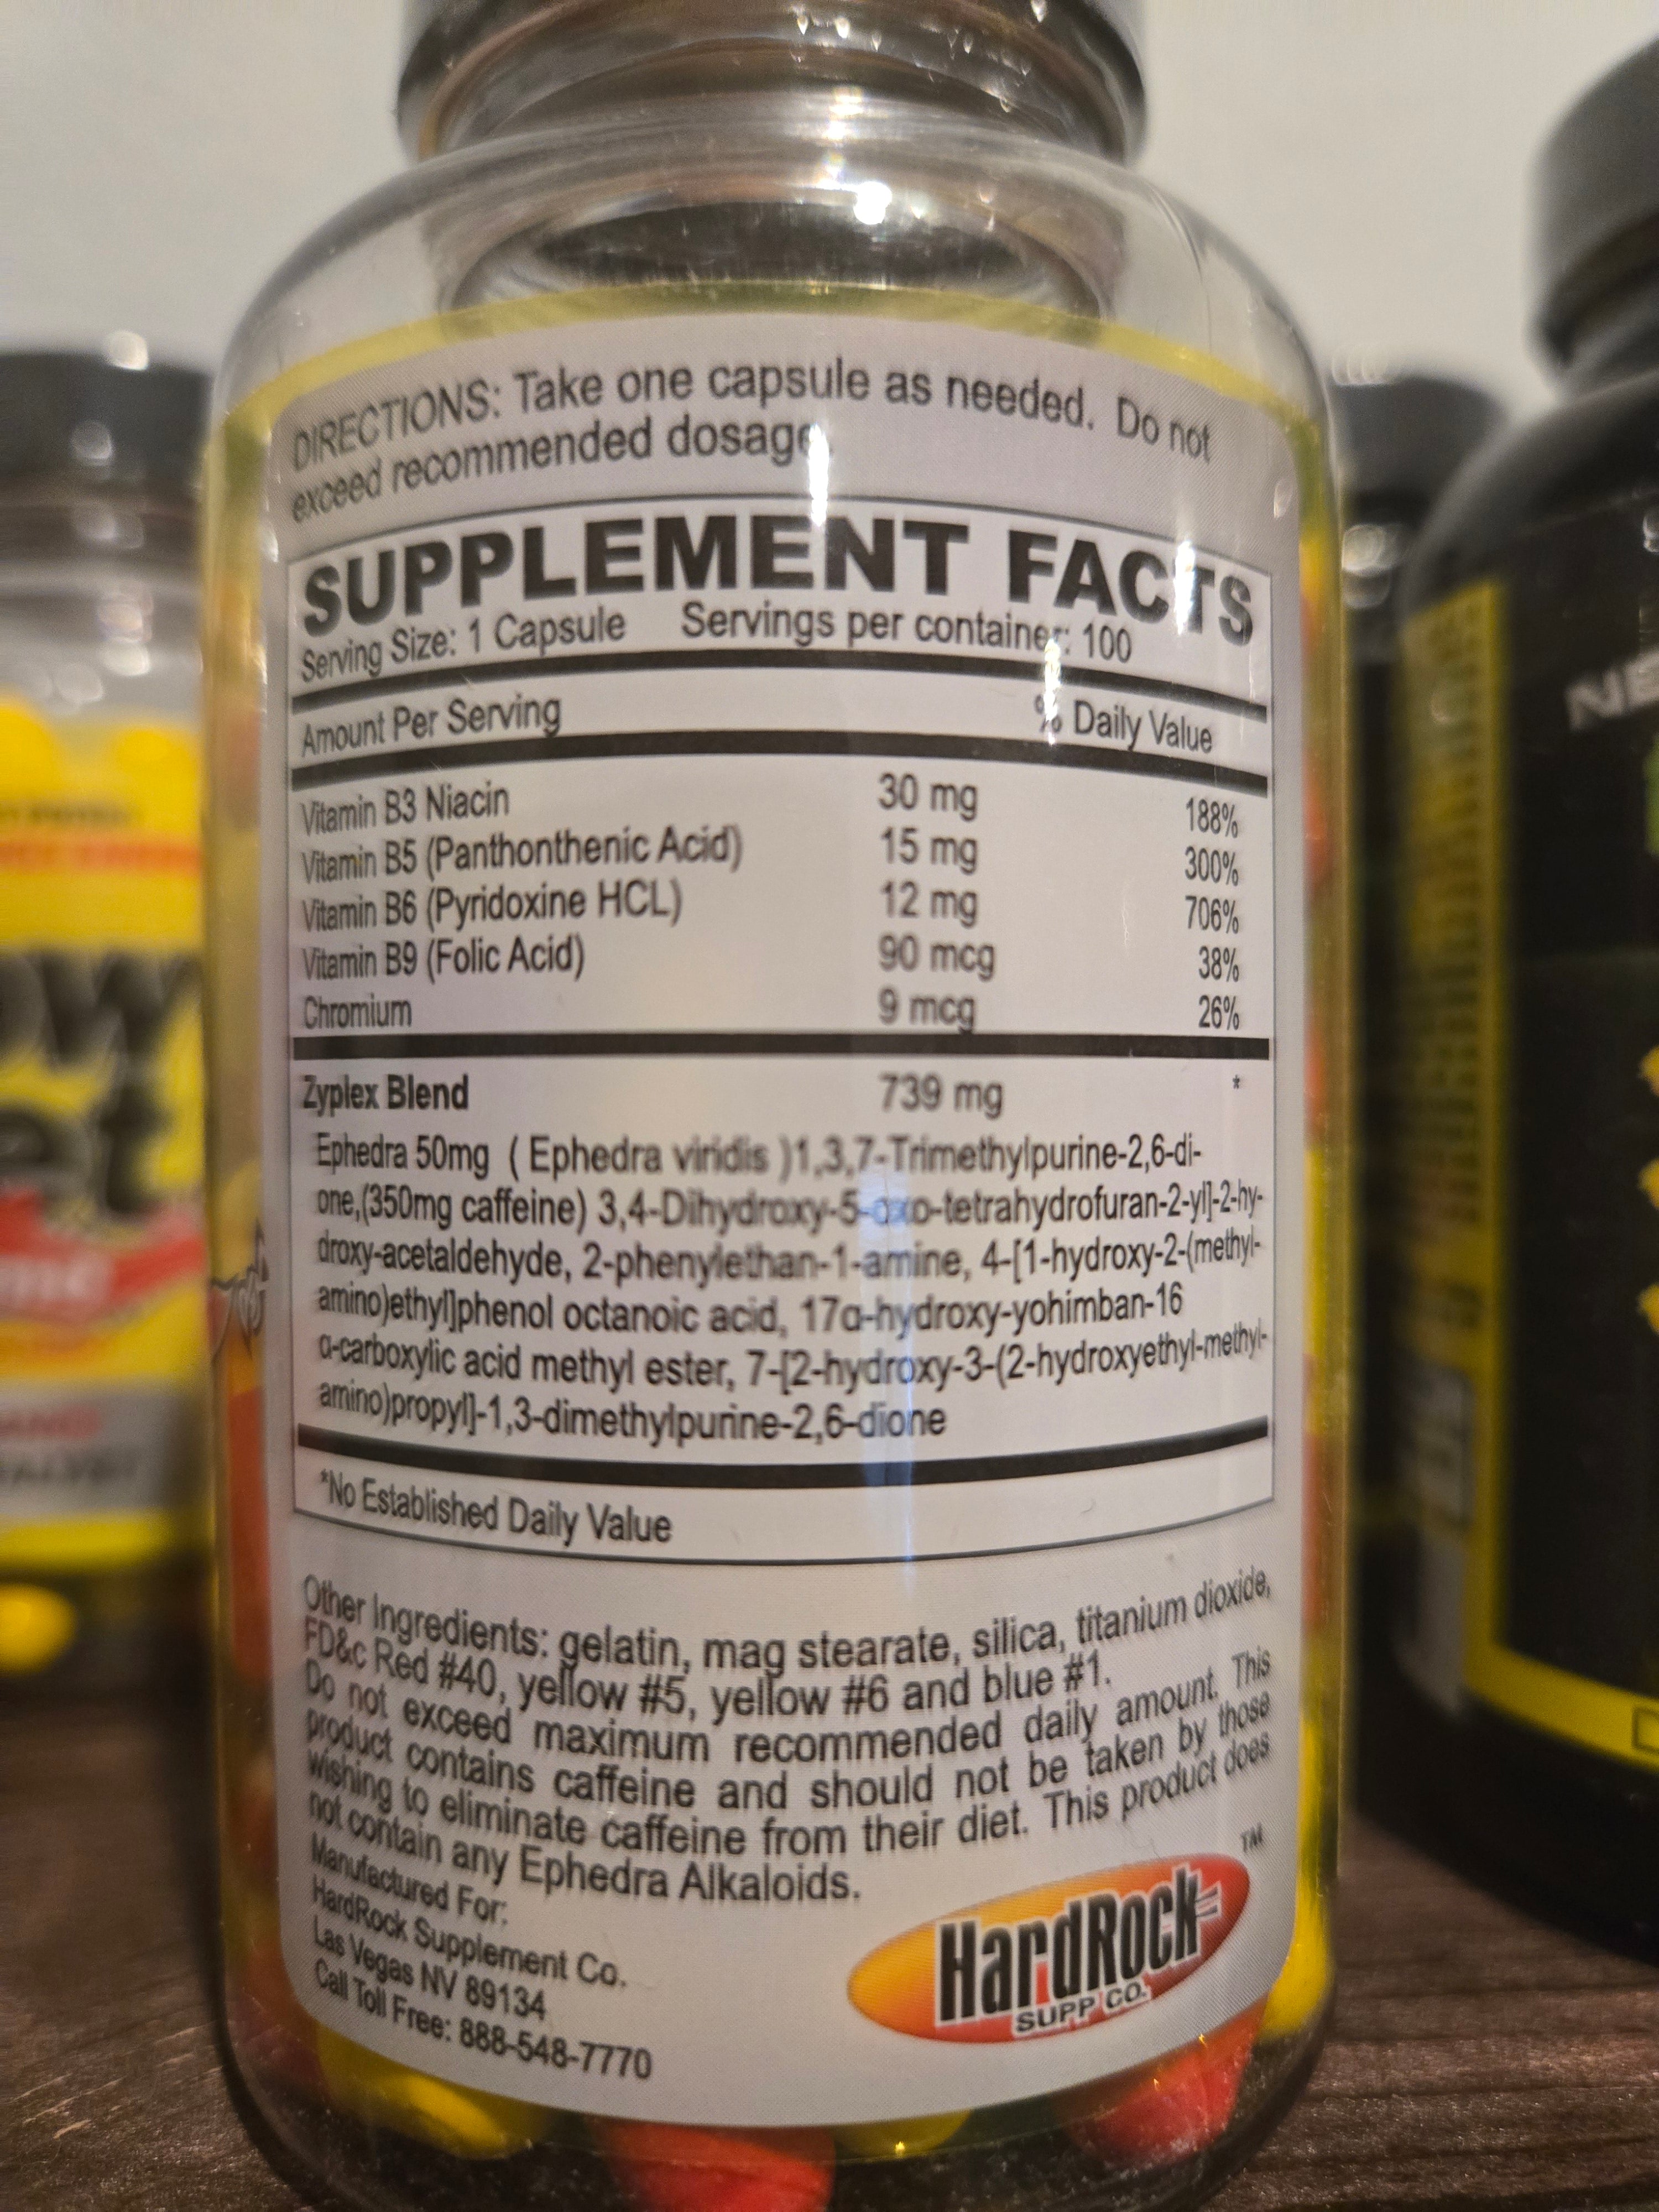 DIRECTIONS: Take one capsule as needed. Do not
exceed recommended dosage.
SUPPLEMENT FACTS
Serving Size: 1 Capsule Servings per container: 100
Amount Per Serving % Daily Value
Vitamin B3 Niacin 30 mg 188%
Vitamin B5 (Panthonthenic Acid) 15 mg 300%
Vitamin B6 (Pyridoxine HCL) 12 mg 706%
Vitamin B9 (Folic Acid) 90 mcg 38%
Chromium 9 mcg 26%
Zyplex Blend 739 mg *
Ephedra 50mg ( Ephedra viridis )1,3,7-Trimethylpurine-2,6-di-
one,(350mg caffeine) 3,4-Dihydroxy-5-oxo-tetrahydrofuran-2-yl]-2-hy-
droxy-acetaldehyde, 2-phenylethan-1-amine, 4-[1-hydroxy-2-(methyl-
amino)ethyl]phenol octanoic acid, 17α-hydroxy-yohimban-16
α-carboxylic acid methyl ester, 7-[2-hydroxy-3-(2-hydroxyethyl-methyl-
amino)propyl]-1,3-dimethylpurine-2,6-dione
*No Established Daily Value
Other Ingredients: gelatin, mag stearate, silica, titanium dioxide,
FD&c Red #40, yellow #5, yellow #6 and blue #1.
Do not exceed maximum recommended daily amount. This
product contains caffeine and should not be taken by those
wishing to eliminate caffeine from their diet. This product does
not contain any Ephedra Alkaloids.
Manufactured For:
HardRock Supplement Co.
Las Vegas NV 89134
Call Toll Free: 888-548-7770
HardRock TM
SUPP CO.